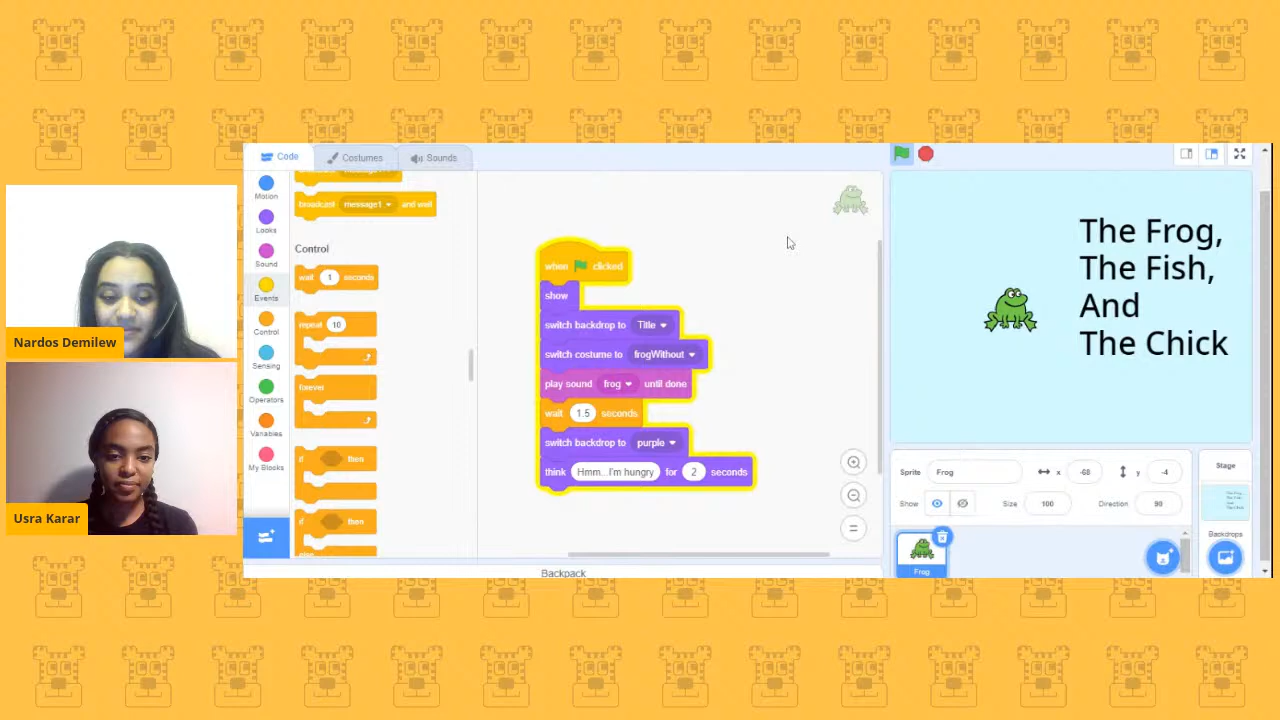 Code
Costumes
Sounds
Motion
Looks
Sound
Events
Control
Sensing
Operators
Variables
My Blocks
broadcast message1 and wait
Control
wait 1 seconds
repeat 10
forever
if then
if then
else
when clicked
show
switch backdrop to Title
switch costume to frogWithout
play sound frog until done
wait 1.5 seconds
switch backdrop to purple
think Hmm...I'm hungry for 2 seconds
Backpack
The Frog,
The Fish,
And
The Chick
Sprite Frog x -68 y -4
Show Size 100 Direction 90
Frog
Stage
Backdrops
Nardos Demilew
Usra Karar